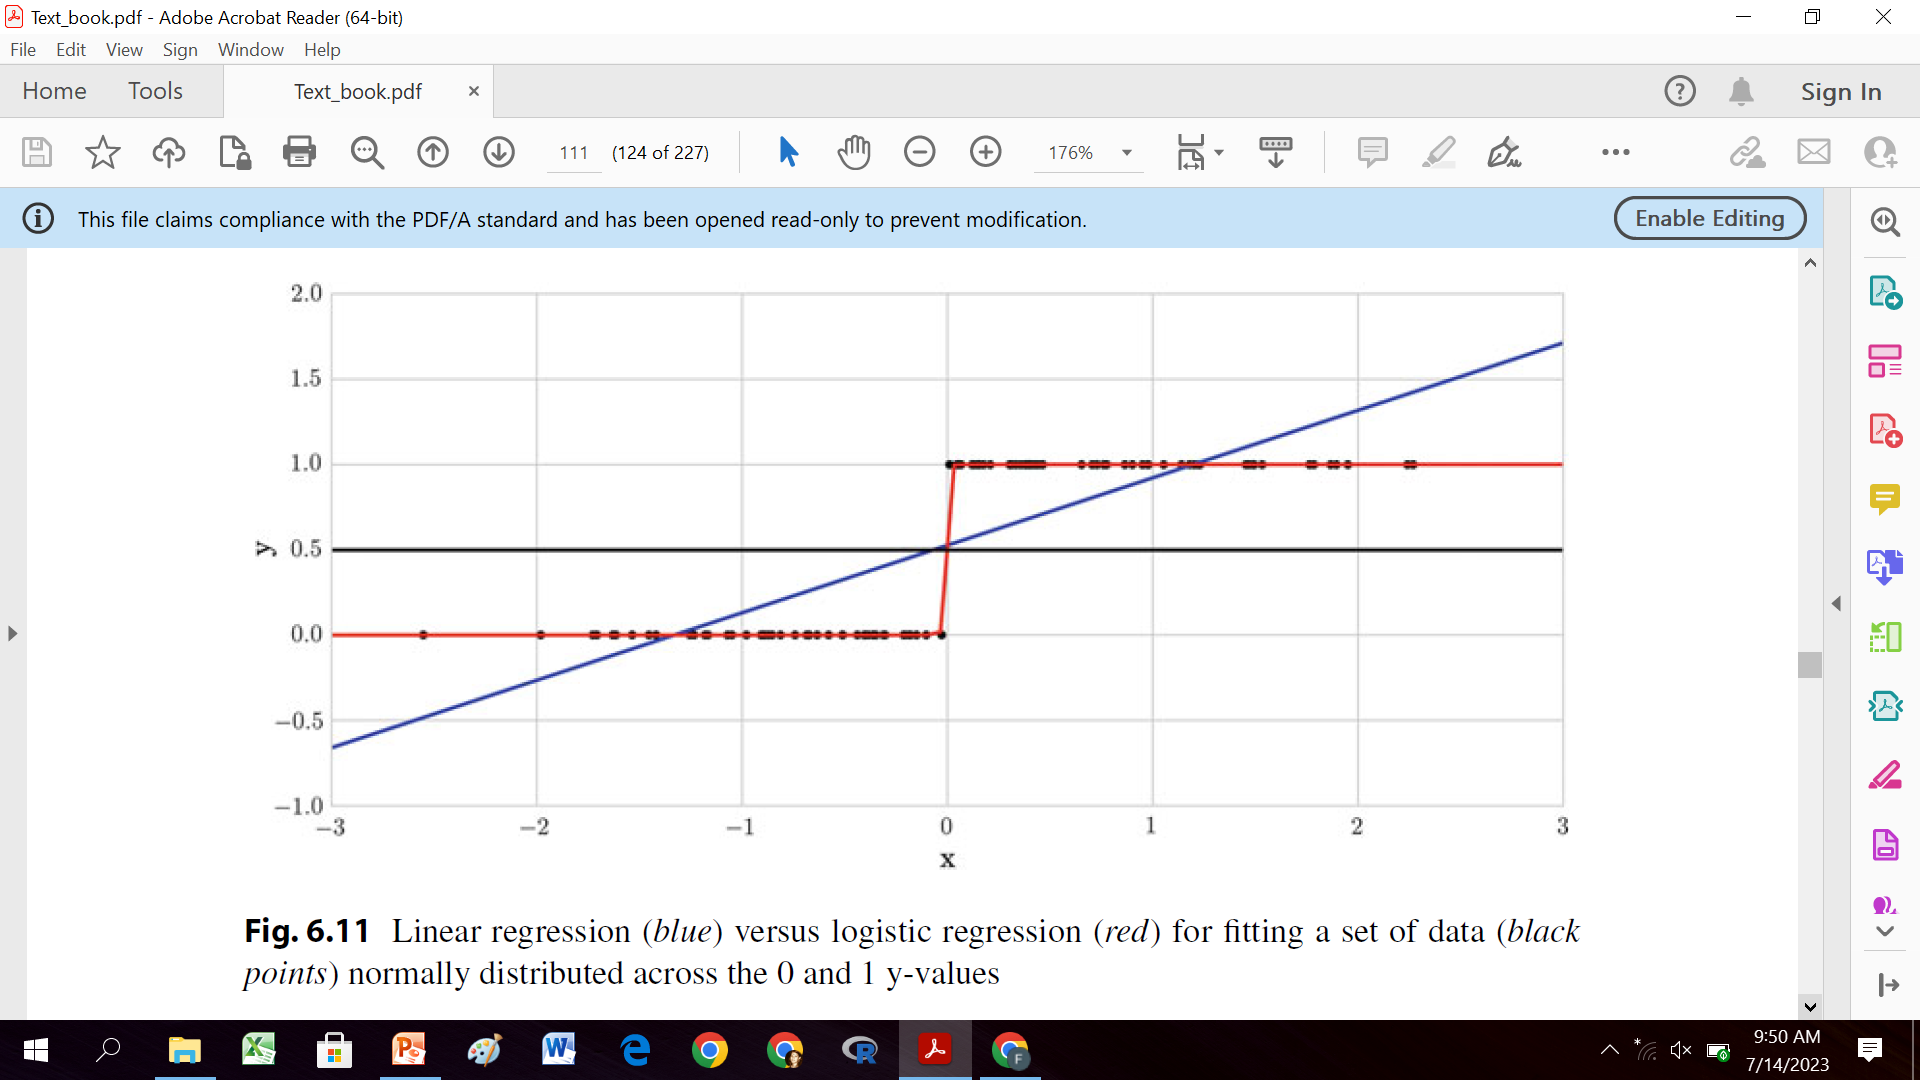 Text_book.pdf - Adobe Acrobat Reader (64-bit)
File Edit View Sign Window Help
Home Tools Text_book.pdf × Sign In
111 (124 of 227) 176%
This file claims compliance with the PDF/A standard and has been opened read-only to prevent modification.
Enable Editing
2.0
1.5
1.0
y 0.5
0.0
−0.5
−1.0
−3 −2 −1 0 1 2 3
x
Fig. 6.11 Linear regression (blue) versus logistic regression (red) for fitting a set of data (black
points) normally distributed across the 0 and 1 y-values
9:50 AM
7/14/2023